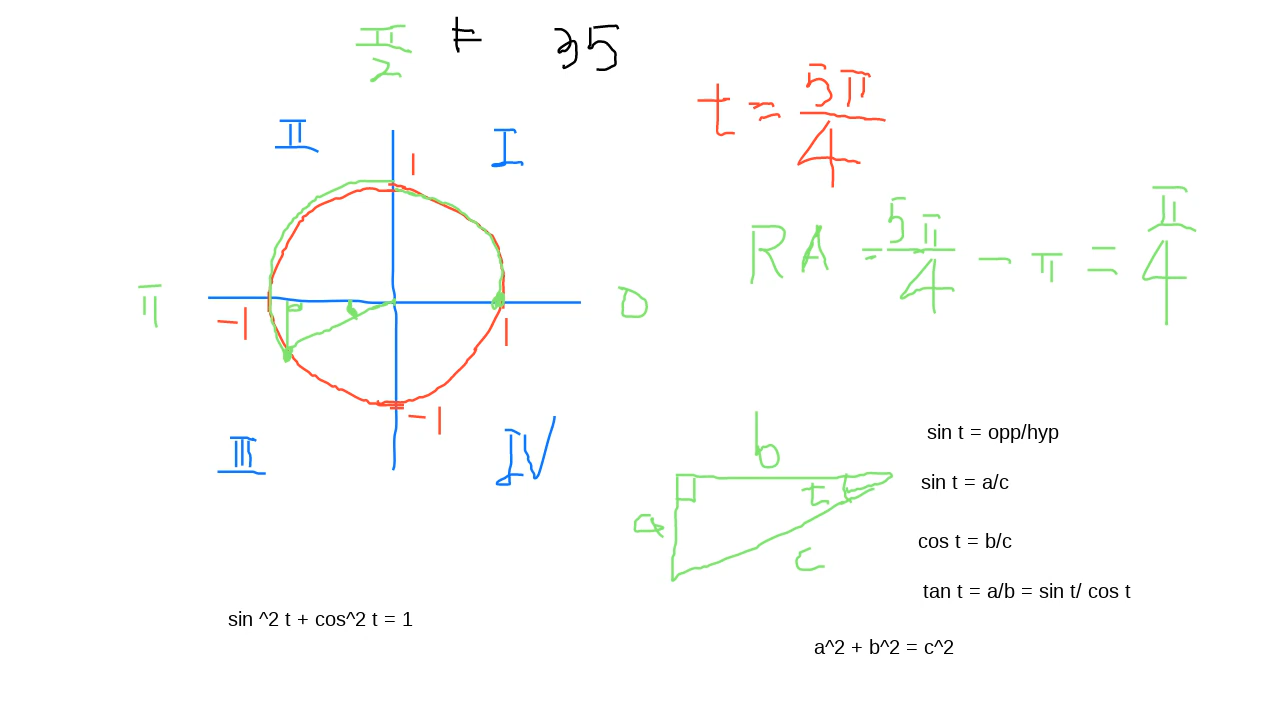 π/2 t 35
t = 5π/4
II I
1
RA = 5π/4 - π = π/4
π 0
-1 1
-1
III IV
b
sin t = opp/hyp
t
sin t = a/c
a
c
cos t = b/c
tan t = a/b = sin t/ cos t
sin ^2 t + cos^2 t = 1
a^2 + b^2 = c^2